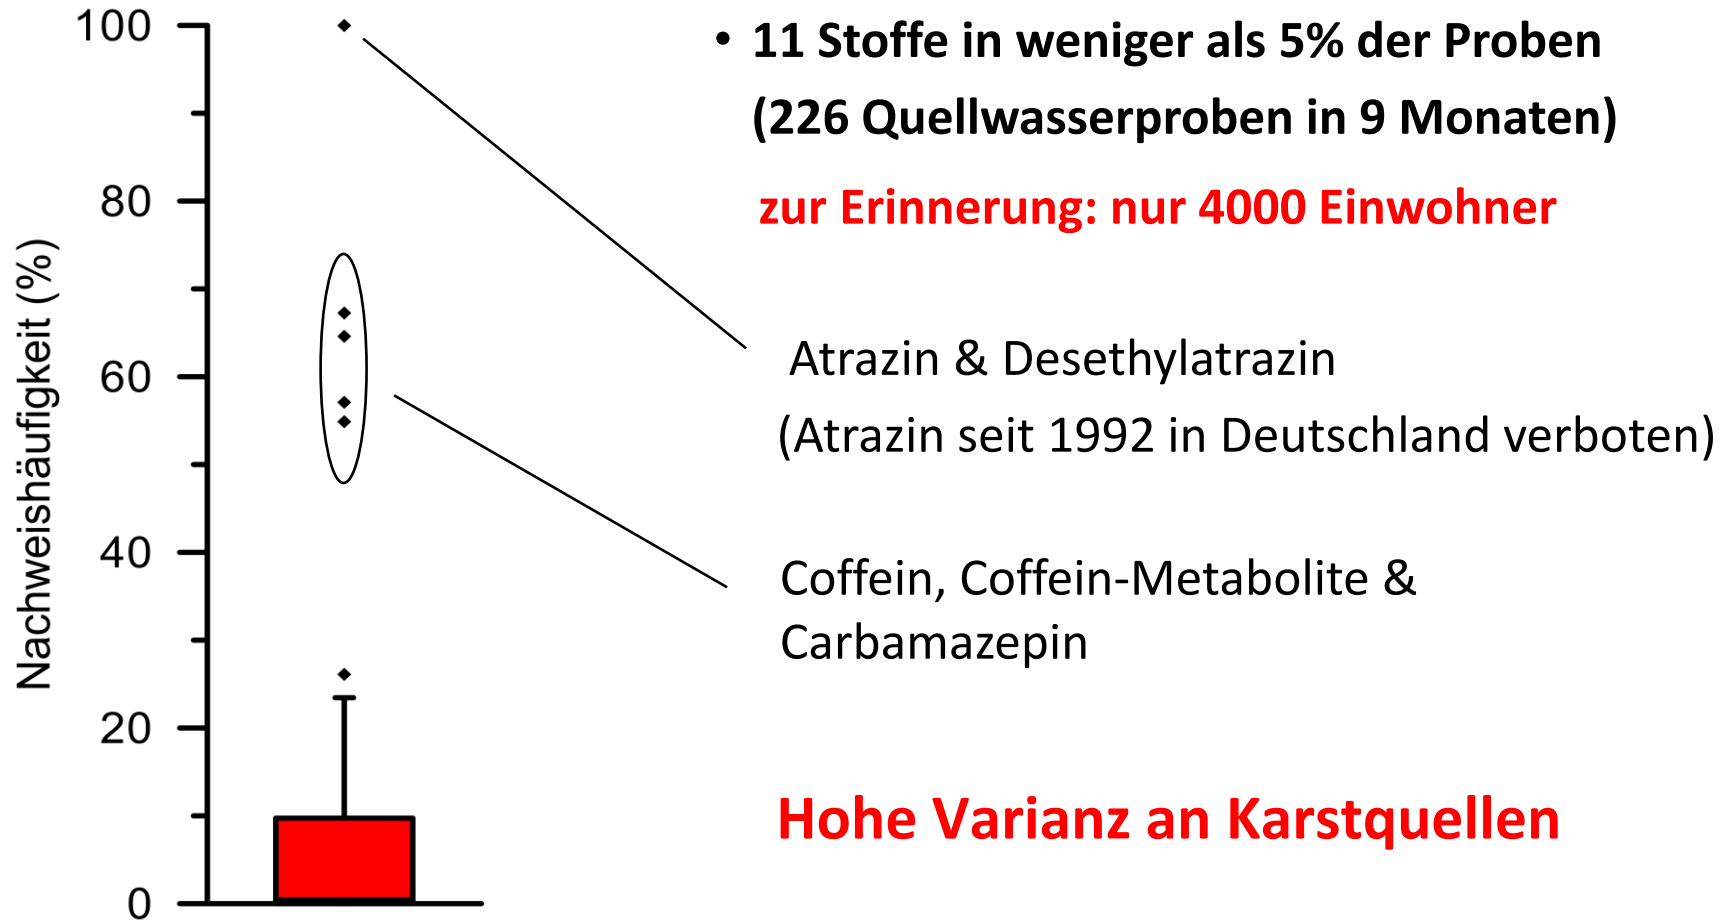 100
80
60
40
20
0
Nachweishäufigkeit (%)
• 11 Stoffe in weniger als 5% der Proben
(226 Quellwasserproben in 9 Monaten)
zur Erinnerung: nur 4000 Einwohner
Atrazin & Desethylatrazin
(Atrazin seit 1992 in Deutschland verboten)
Coffein, Coffein-Metabolite &
Carbamazepin
Hohe Varianz an Karstquellen